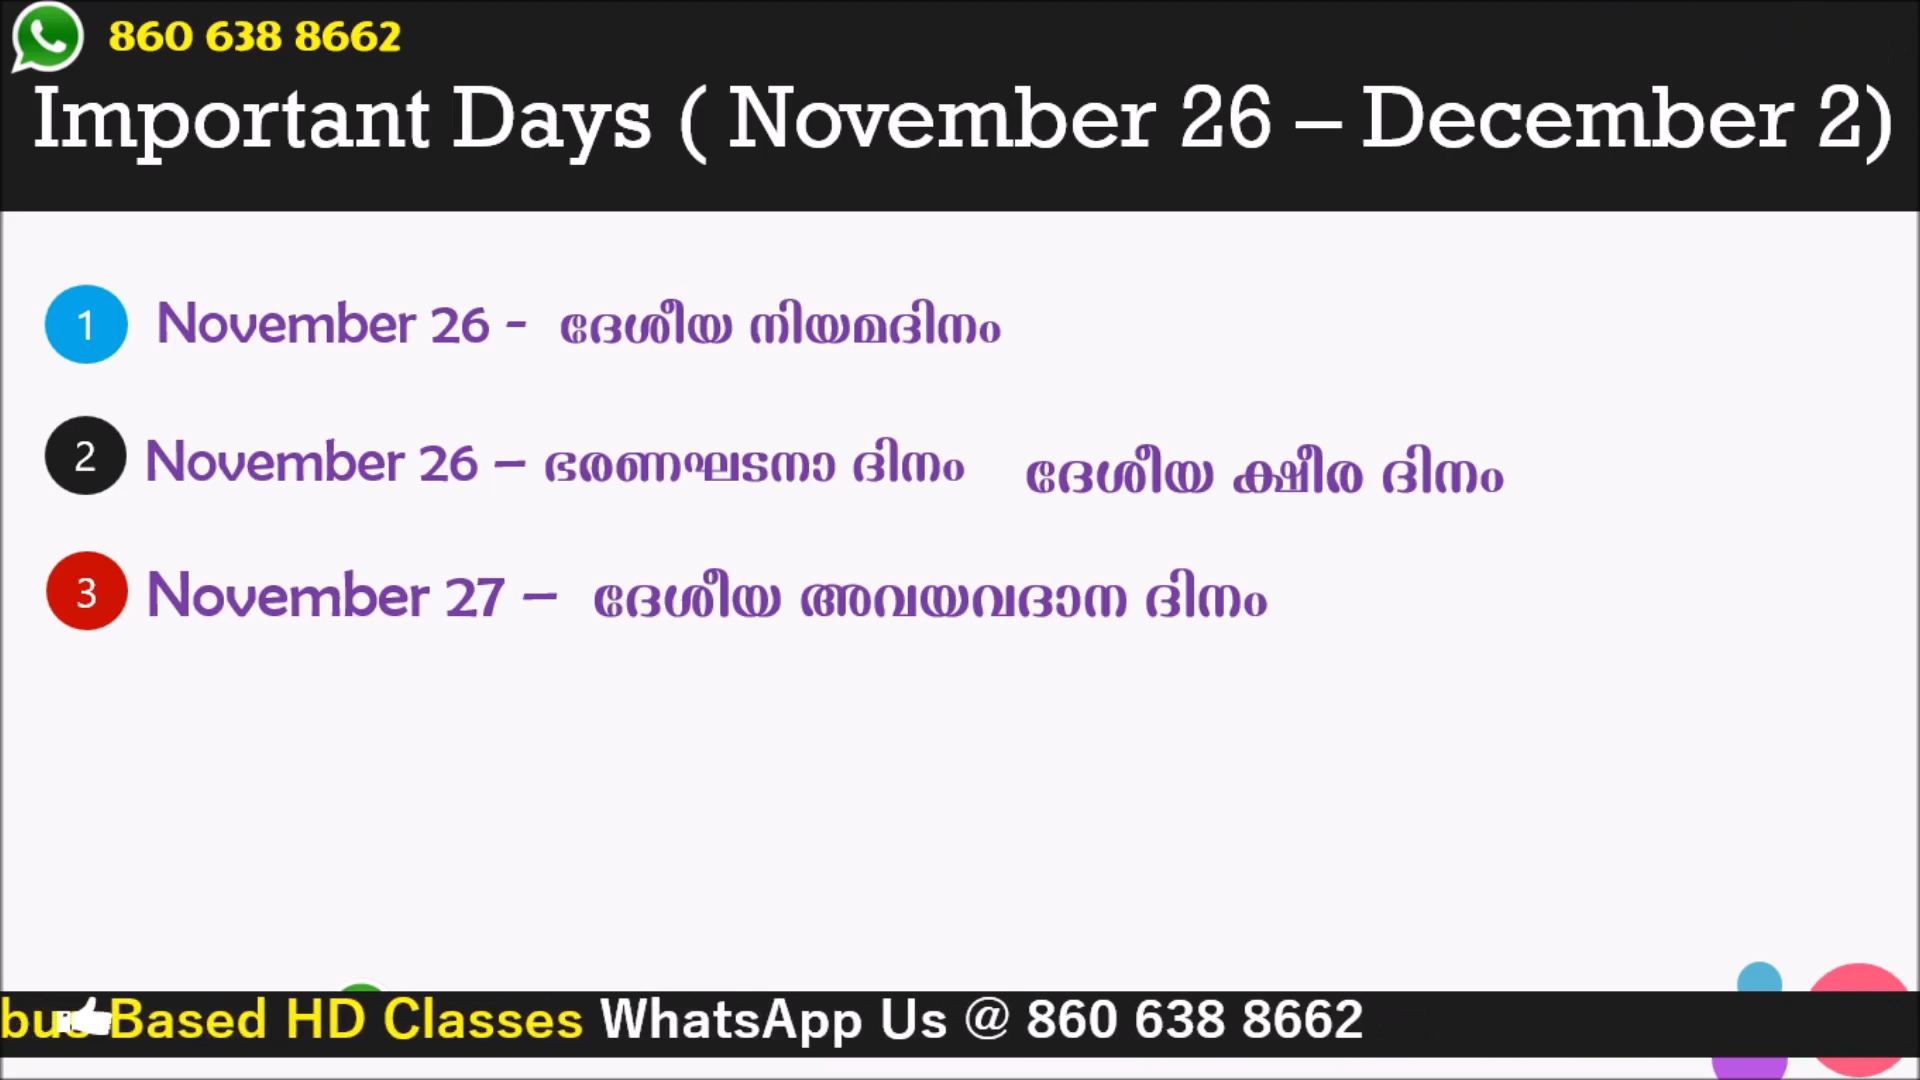 860 638 8662
Important Days ( November 26 – December 2)
1 November 26 - ദേശീയ നിയമദിനം
2 November 26 – ഭരണഘടനാ ദിനം ദേശീയ ക്ഷീര ദിനം
3 November 27 – ദേശീയ അവയവദാന ദിനം
Based HD Classes WhatsApp Us @ 860 638 8662